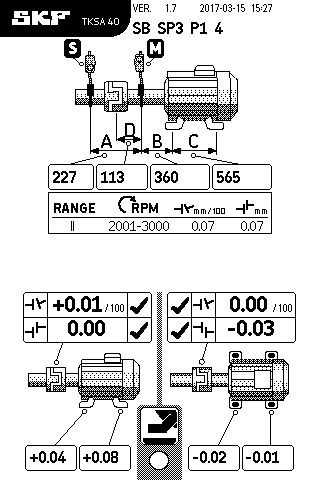 SKF TKSA 40
VER. 1.7 2017-03-15 15:27
SB SP3 P1 4
S M
D
A B C
227 113 360 565
RANGE RPM mm/100 mm
II 2001-3000 0.07 0.07
+0.01 /100 0.00 /100
0.00 -0.03
+0.04 +0.08 -0.02 -0.01